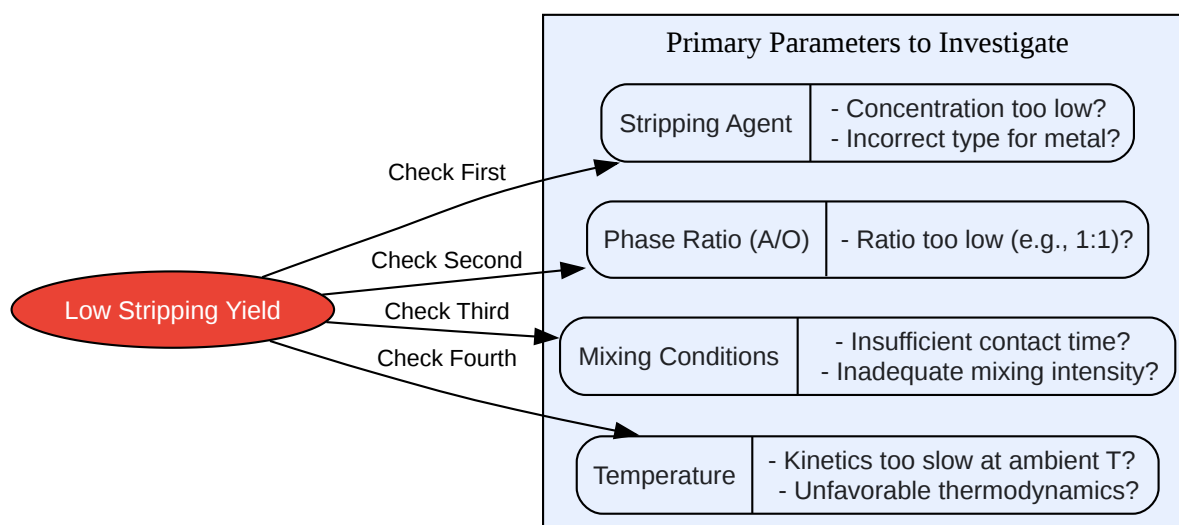 Primary Parameters to Investigate
Stripping Agent
- Concentration too low?
- Incorrect type for metal?
Check First
Phase Ratio (A/O)
- Ratio too low (e.g., 1:1)?
Check Second
Low Stripping Yield
Check Third
Mixing Conditions
- Insufficient contact time?
- Inadequate mixing intensity?
Check Fourth
Temperature
- Kinetics too slow at ambient T?
- Unfavorable thermodynamics?